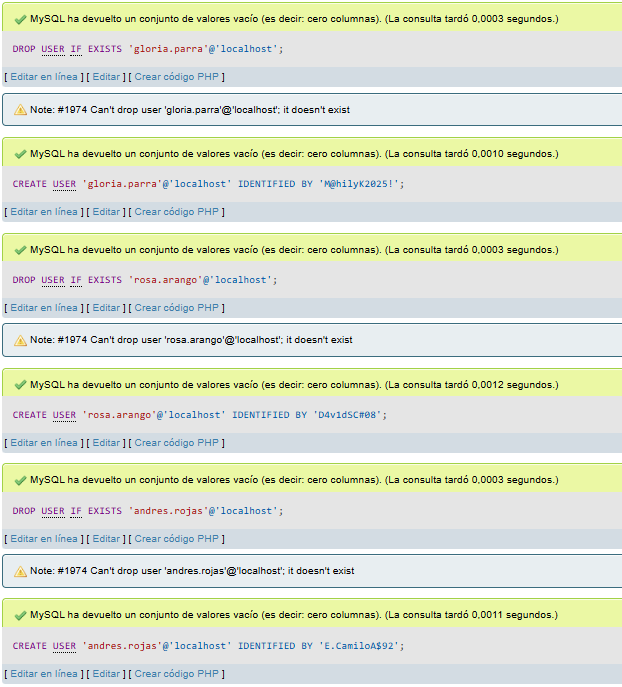 MySQL ha devuelto un conjunto de valores vacío (es decir: cero columnas). (La consulta tardó 0,0003 segundos.)
DROP USER IF EXISTS 'gloria.parra'@'localhost';
[ Editar en línea ] [ Editar ] [ Crear código PHP ]
Note: #1974 Can't drop user 'gloria.parra'@'localhost'; it doesn't exist
MySQL ha devuelto un conjunto de valores vacío (es decir: cero columnas). (La consulta tardó 0,0010 segundos.)
CREATE USER 'gloria.parra'@'localhost' IDENTIFIED BY 'M@hilyK2025!';
[ Editar en línea ] [ Editar ] [ Crear código PHP ]
MySQL ha devuelto un conjunto de valores vacío (es decir: cero columnas). (La consulta tardó 0,0003 segundos.)
DROP USER IF EXISTS 'rosa.arango'@'localhost';
[ Editar en línea ] [ Editar ] [ Crear código PHP ]
Note: #1974 Can't drop user 'rosa.arango'@'localhost'; it doesn't exist
MySQL ha devuelto un conjunto de valores vacío (es decir: cero columnas). (La consulta tardó 0,0012 segundos.)
CREATE USER 'rosa.arango'@'localhost' IDENTIFIED BY 'D4v1dSC#08';
[ Editar en línea ] [ Editar ] [ Crear código PHP ]
MySQL ha devuelto un conjunto de valores vacío (es decir: cero columnas). (La consulta tardó 0,0003 segundos.)
DROP USER IF EXISTS 'andres.rojas'@'localhost';
[ Editar en línea ] [ Editar ] [ Crear código PHP ]
Note: #1974 Can't drop user 'andres.rojas'@'localhost'; it doesn't exist
MySQL ha devuelto un conjunto de valores vacío (es decir: cero columnas). (La consulta tardó 0,0011 segundos.)
CREATE USER 'andres.rojas'@'localhost' IDENTIFIED BY 'E.CamiloA$92';
[ Editar en línea ] [ Editar ] [ Crear código PHP ]